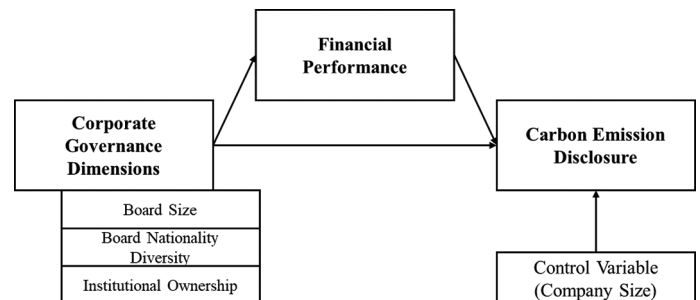 Financial
Performance
Corporate
Governance
Dimensions
Carbon Emission
Disclosure
Board Size
Board Nationality
Diversity
Institutional Ownership
Control Variable
(Company Size)